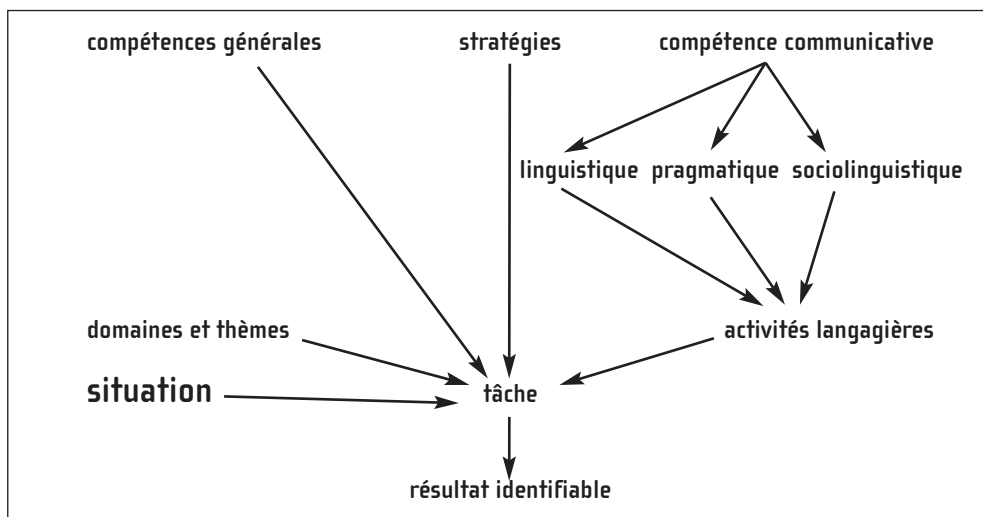 compétences générales stratégies compétence communicative
linguistique pragmatique sociolinguistique
domaines et thèmes activités langagières
situation tâche
résultat identifiable